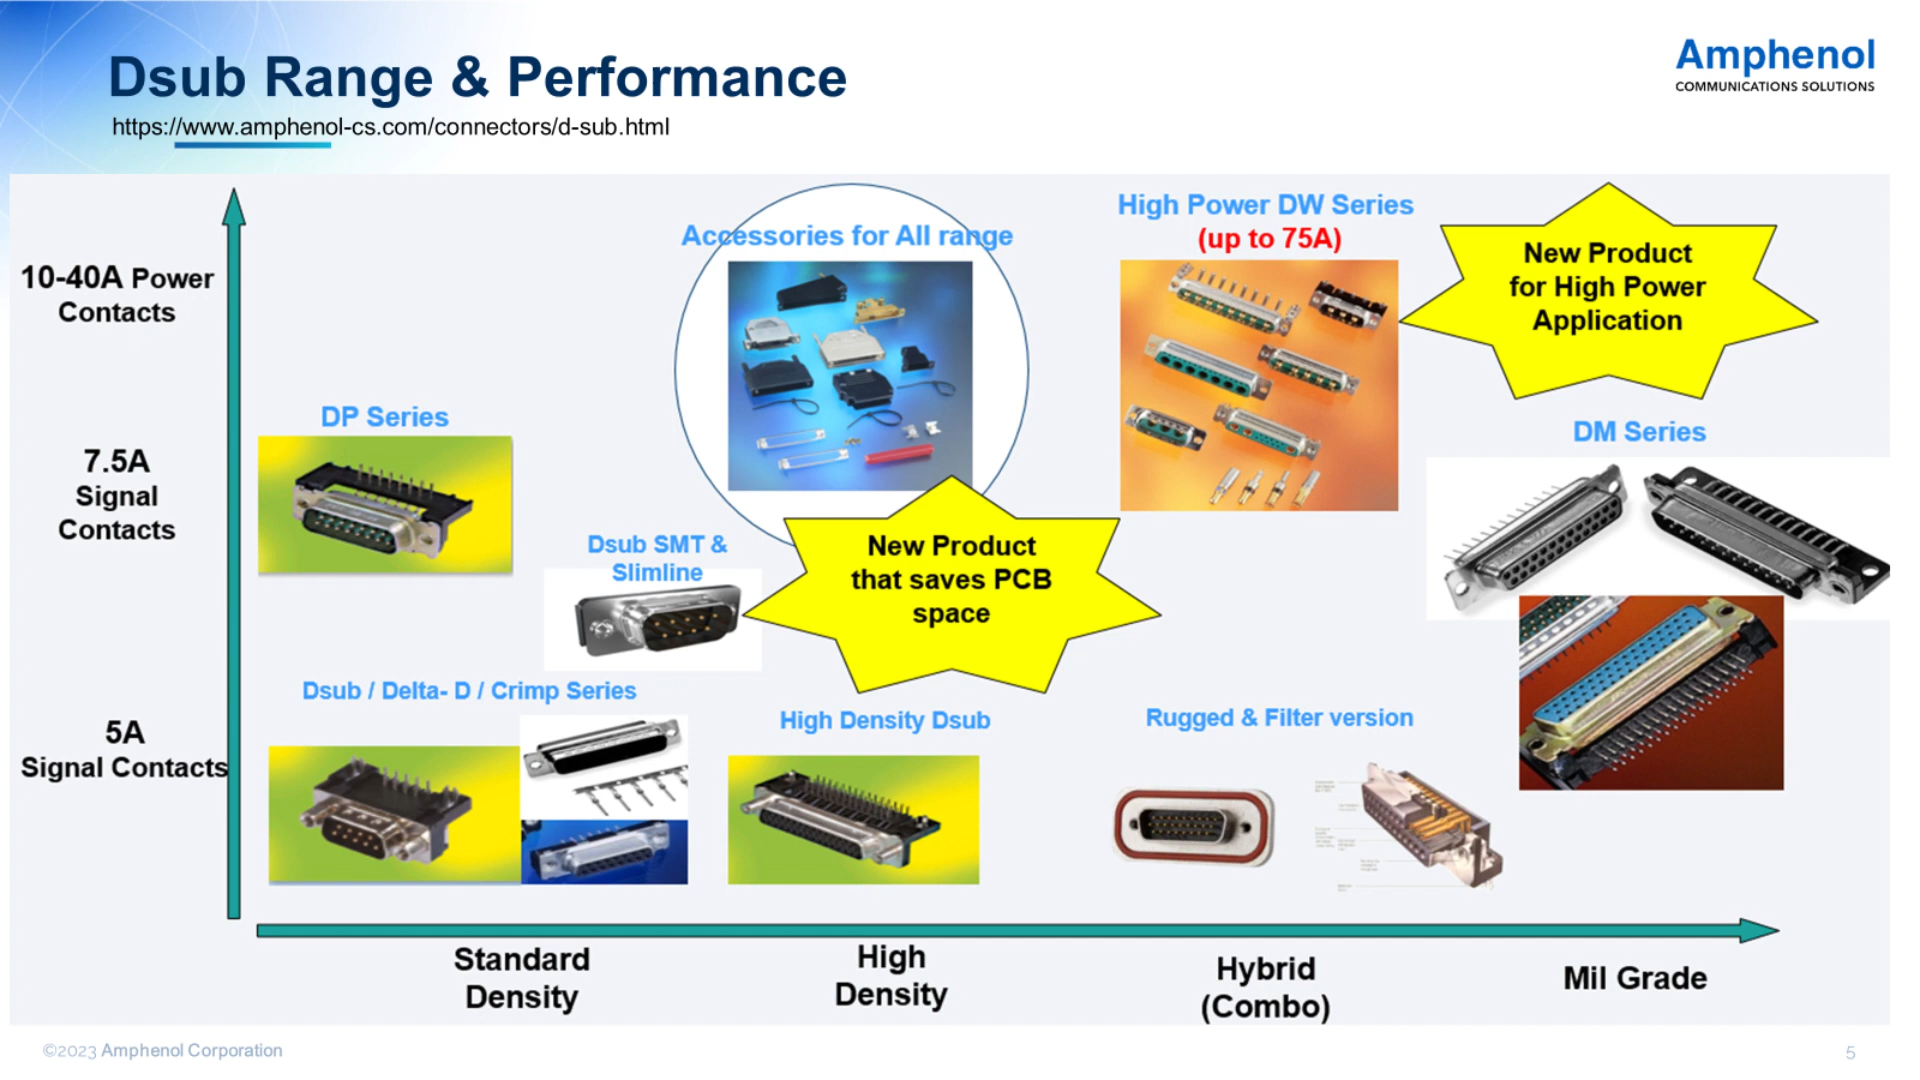 Dsub Range & Performance
https://www.amphenol-cs.com/connectors/d-sub.html
Amphenol
COMMUNICATIONS SOLUTIONS
10-40A Power
Contacts
7.5A
Signal
Contacts
5A
Signal Contacts
DP Series
Accessories for All range
High Power DW Series
(up to 75A)
New Product
for High Power
Application
DM Series
Dsub SMT &
Slimline
New Product
that saves PCB
space
Dsub / Delta- D / Crimp Series
High Density Dsub
Rugged & Filter version
Standard
Density
High
Density
Hybrid
(Combo)
Mil Grade
©2023 Amphenol Corporation
5